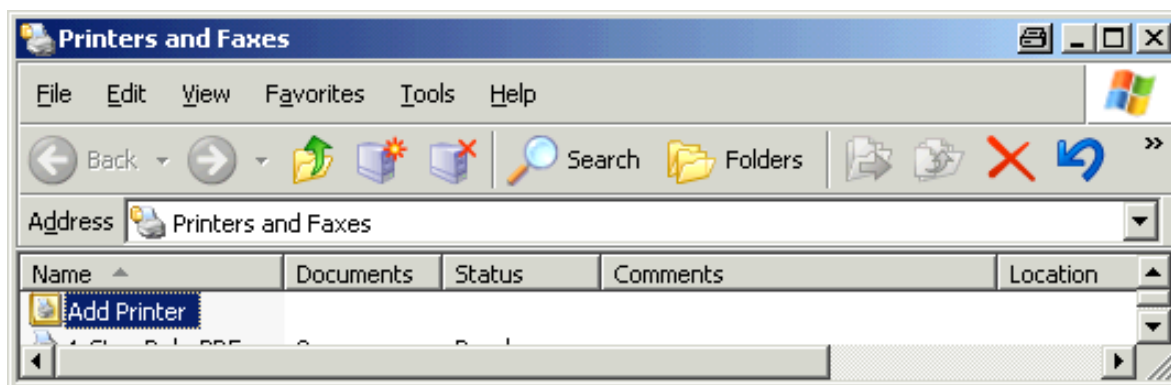 Printers and Faxes
File Edit View Favorites Tools Help
Back Search Folders »
Address Printers and Faxes
Name Documents Status Comments Location
Add Printer